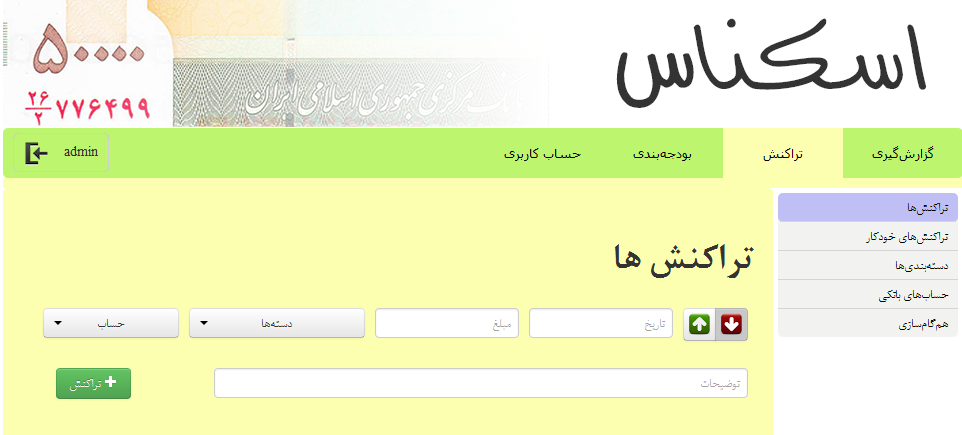 اسکناس
۵۰۰۰۰
۲۶/۲ ۷۷۶۴۹۹
بانک مرکزی جمهوری اسلامی ایران
گزارش‌گیری
تراکنش
بودجه‌بندی
حساب کاربری
admin
تراکنش‌ها
تراکنش‌های خودکار
دسته‌بندی‌ها
حساب‌های بانکی
هم‌گام‌سازی
تراکنش ها
تاریخ
مبلغ
دسته‌ها
حساب
توضیحات
تراکنش